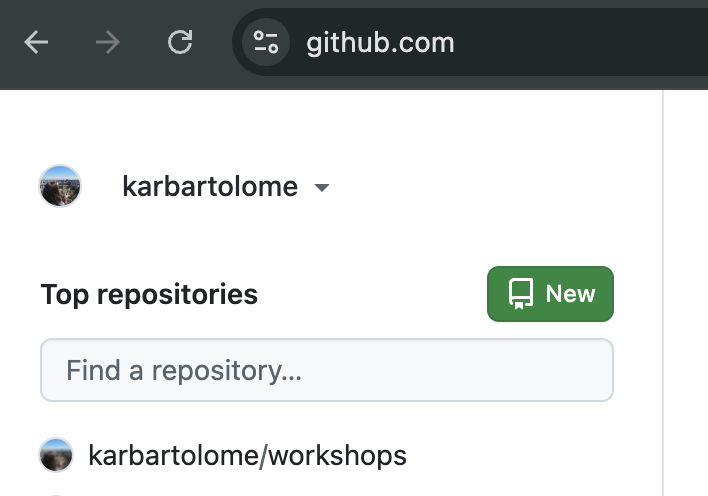 github.com
karbartolome
Top repositories
New
Find a repository...
karbartolome/workshops